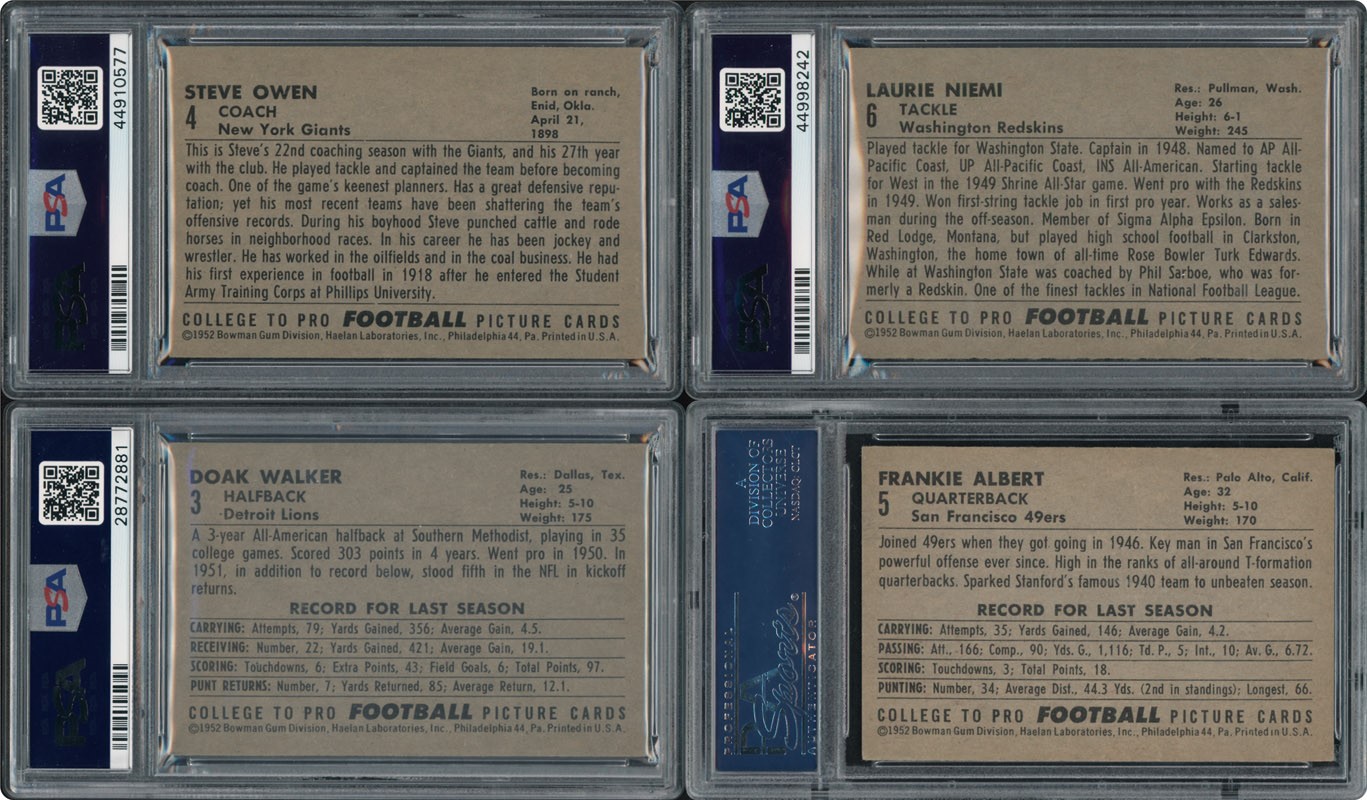 44910577
PSA
PSA
STEVE OWEN
4 COACH
New York Giants
Born on ranch,
Enid, Okla.
April 21,
1898
This is Steve's 22nd coaching season with the Giants, and his 27th year
with the club. He played tackle and captained the team before becoming
coach. One of the game's keenest planners. Has a great defensive repu-
tation; yet his most recent teams have been shattering the team's
offensive records. During his boyhood Steve punched cattle and rode
horses in neighborhood races. In his career he has been jockey and
wrestler. He has worked in the oilfields and in the coal business. He had
his first experience in football in 1918 after he entered the Student
Army Training Corps at Phillips University.
COLLEGE TO PRO FOOTBALL PICTURE CARDS
©1952 Bowman Gum Division, Haelan Laboratories, Inc., Philadelphia 44, Pa. Printed in U.S.A.
44998242
PSA
PSA
LAURIE NIEMI
6 TACKLE
Washington Redskins
Res.: Pullman, Wash.
Age: 26
Height: 6-1
Weight: 245
Played tackle for Washington State. Captain in 1948. Named to AP All-
Pacific Coast, UP All-Pacific Coast, INS All-American. Starting tackle
for West in the 1949 Shrine All-Star game. Went pro with the Redskins
in 1949. Won first-string tackle job in first pro year. Works as a sales-
man during the off-season. Member of Sigma Alpha Epsilon. Born in
Red Lodge, Montana, but played high school football in Clarkston,
Washington, the home town of all-time Rose Bowler Turk Edwards.
While at Washington State was coached by Phil Sarboe, who was for-
merly a Redskin. One of the finest tackles in National Football League.
COLLEGE TO PRO FOOTBALL PICTURE CARDS
©1952 Bowman Gum Division, Haelan Laboratories, Inc., Philadelphia 44, Pa. Printed in U.S.A.
28772881
PSA
PSA
DOAK WALKER
3 HALFBACK
Detroit Lions
Res.: Dallas, Tex.
Age: 25
Height: 5-10
Weight: 175
A 3-year All-American halfback at Southern Methodist, playing in 35
college games. Scored 303 points in 4 years. Went pro in 1950. In
1951, in addition to record below, stood fifth in the NFL in kickoff
returns.
RECORD FOR LAST SEASON
CARRYING: Attempts, 79; Yards Gained, 356; Average Gain, 4.5.
RECEIVING: Number, 22; Yards Gained, 421; Average Gain, 19.1.
SCORING: Touchdowns, 6; Extra Points, 43; Field Goals, 6; Total Points, 97.
PUNT RETURNS: Number, 7; Yards Returned, 85; Average Return, 12.1.
COLLEGE TO PRO FOOTBALL PICTURE CARDS
©1952 Bowman Gum Division, Haelan Laboratories, Inc., Philadelphia 44, Pa. Printed in U.S.A.
A
DIVISION OF
COLLECTORS
UNIVERSE
NASDAQ: CLCT
PROFESSIONAL
PSA
Sports
®
AUTHENTICATOR
FRANKIE ALBERT
5 QUARTERBACK
San Francisco 49ers
Res.: Palo Alto, Calif.
Age: 32
Height: 5-10
Weight: 170
Joined 49ers when they got going in 1946. Key man in San Francisco's
powerful offense ever since. High in the ranks of all-around T-formation
quarterbacks. Sparked Stanford's famous 1940 team to unbeaten season.
RECORD FOR LAST SEASON
CARRYING: Attempts, 35; Yards Gained, 146; Average Gain, 4.2.
PASSING: Att., 166; Comp., 90; Yds. G., 1,116; Td. P., 5; Int., 10; Av. G., 6.72.
SCORING: Touchdowns, 3; Total Points, 18.
PUNTING: Number, 34; Average Dist., 44.3 Yds. (2nd in standings); Longest, 66.
COLLEGE TO PRO FOOTBALL PICTURE CARDS
©1952 Bowman Gum Division, Haelan Laboratories, Inc., Philadelphia 44, Pa. Printed in U.S.A.